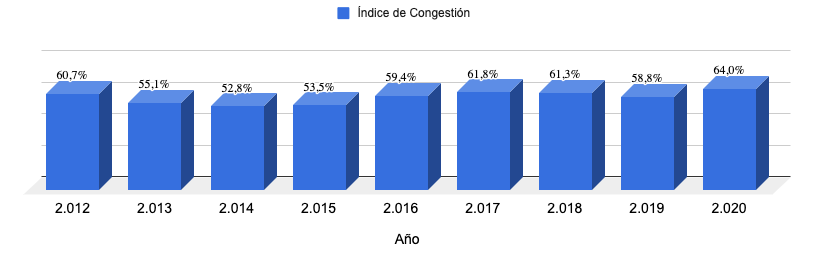 Índice de Congestión
60,7% 55,1% 52,8% 53,5% 59,4% 61,8% 61,3% 58,8% 64,0%
2.012 2.013 2.014 2.015 2.016 2.017 2.018 2.019 2.020
Año